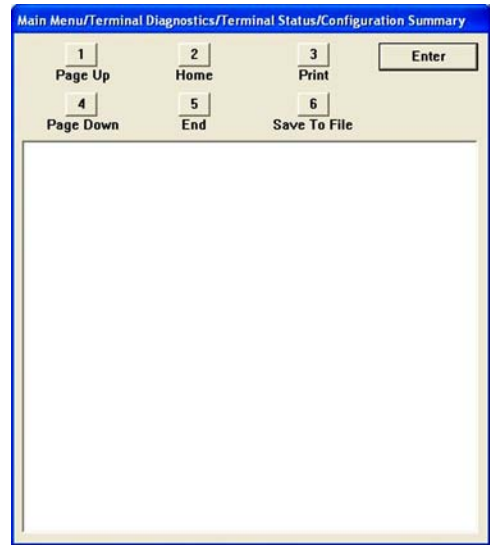 Main Menu/Terminal Diagnostics/Terminal Status/Configuration Summary
1 2 3 Enter
Page Up Home Print
4 5 6
Page Down End Save To File